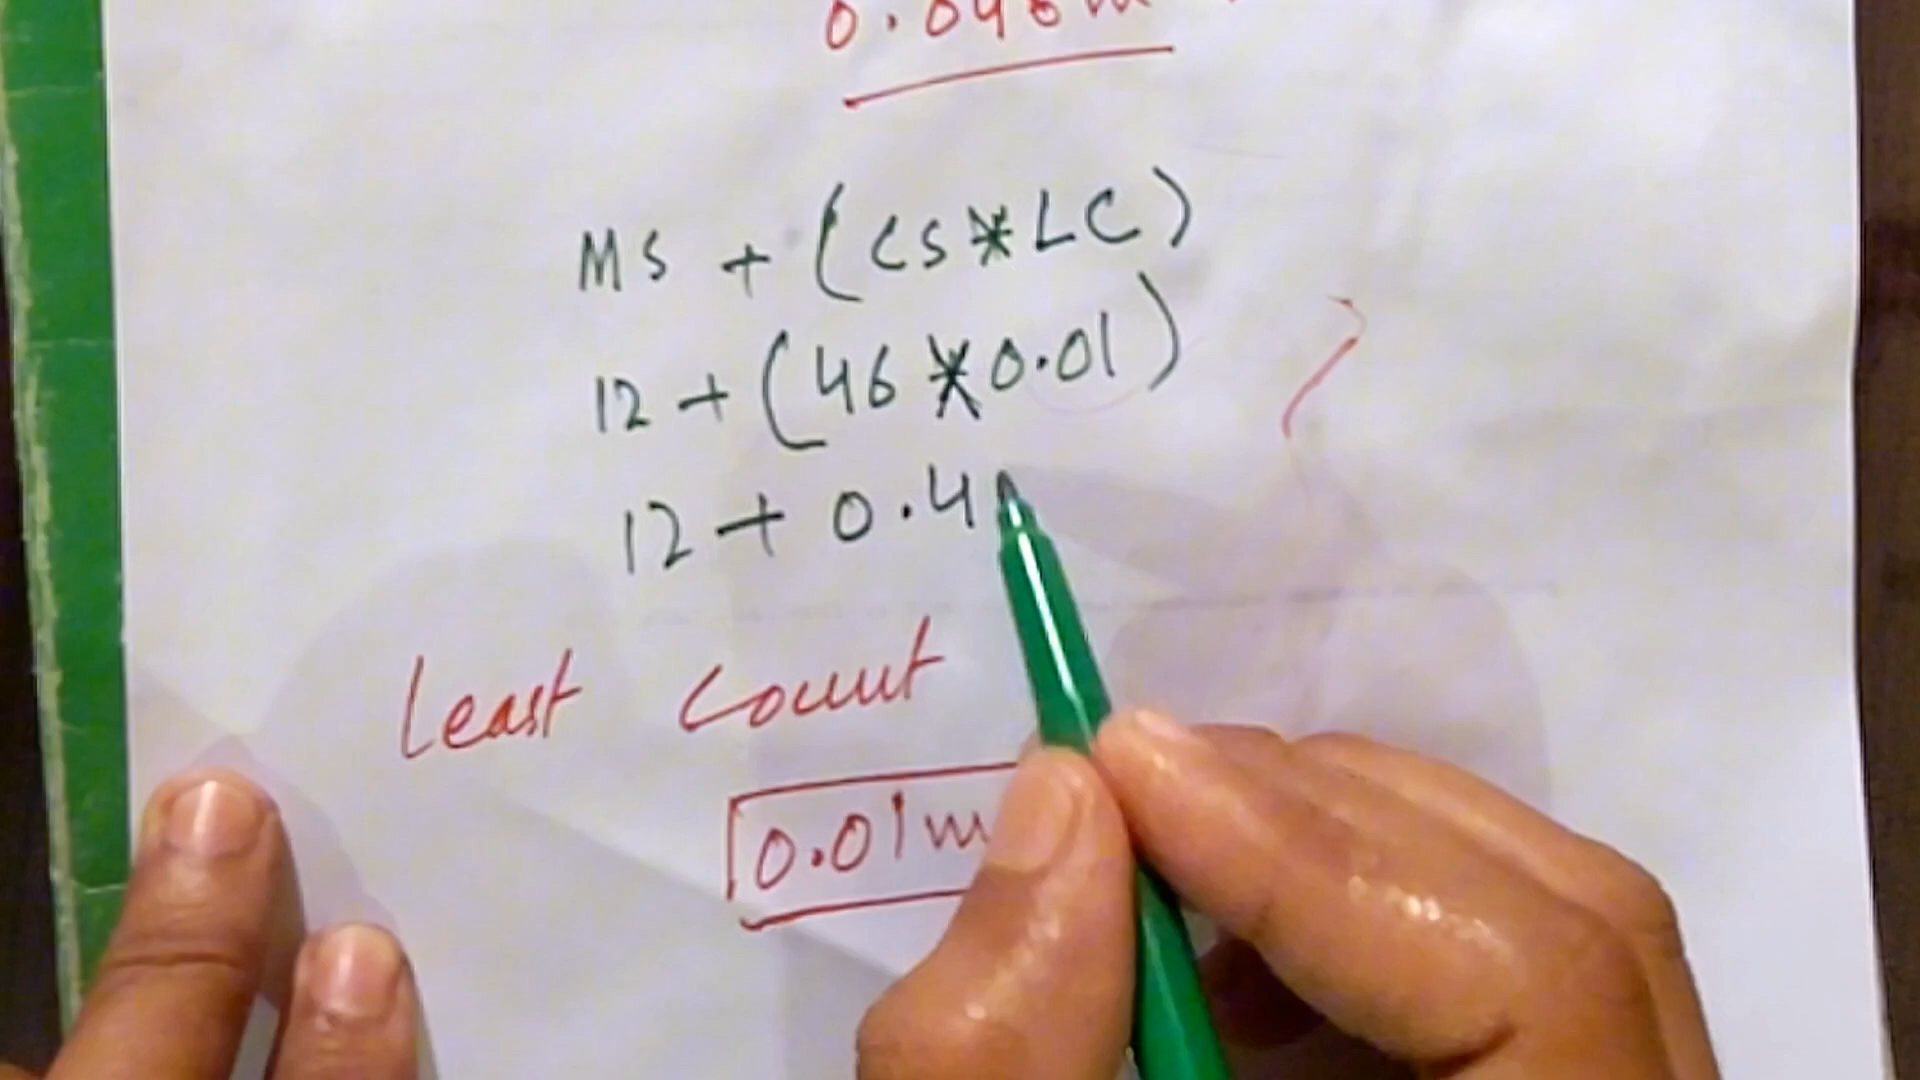 MS + (CS*LC)
12 + (46*0.01)
12 + 0.4
Least count
0.01m